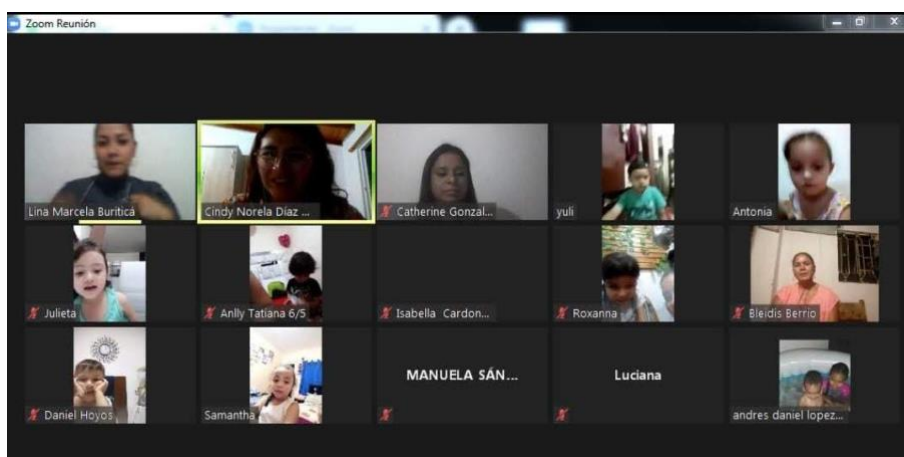 Zoom Reunión
Lina Marcela Buriticá
Cindy Norela Díaz ...
Catherine Gonzal...
yuli
Antonia
Julieta
Anlly Tatiana 6/5
Isabella Cardon...
Roxanna
Bleidis Berrio
Daniel Hoyos
Samantha
MANUELA SÁN...
Luciana
andres daniel lopez...